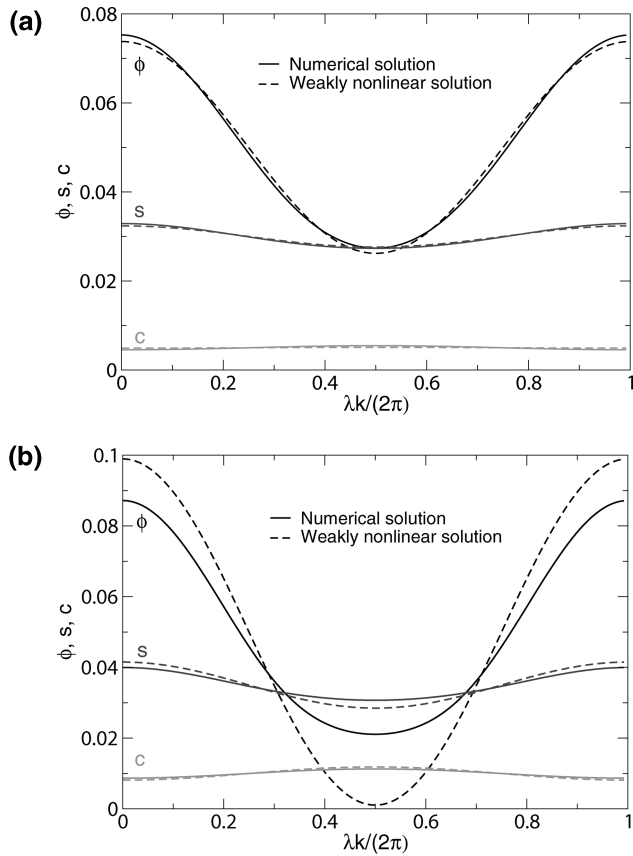 (a)
0.08
0.06
0.04
0.02
0
ϕ, s, c
ϕ
s
c
Numerical solution
Weakly nonlinear solution
0 0.2 0.4 0.6 0.8 1
λk/(2π)
(b)
0.1
0.08
0.06
0.04
0.02
0
ϕ, s, c
ϕ
s
c
Numerical solution
Weakly nonlinear solution
0 0.2 0.4 0.6 0.8 1
λk/(2π)